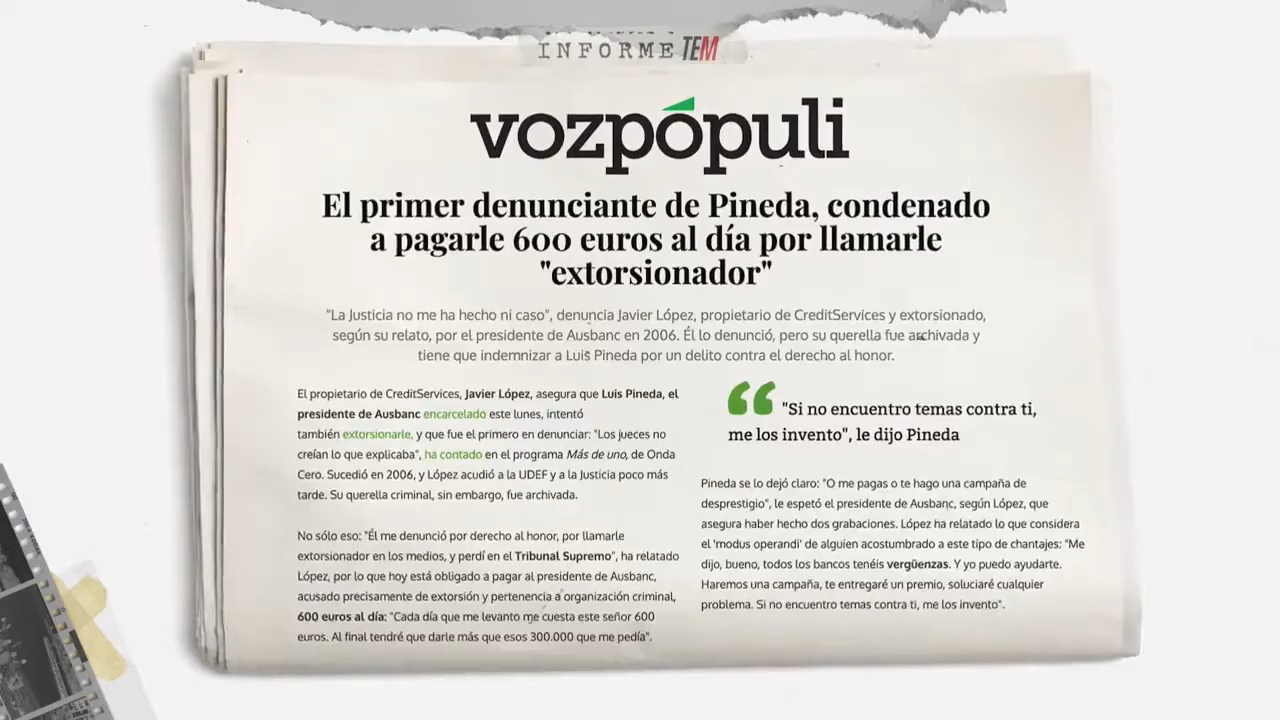 INFORME TEM
vozpópuli
El primer denunciante de Pineda, condenado
a pagarle 600 euros al día por llamarle
"extorsionador"
"La Justicia no me ha hecho ni caso", denuncia Javier López, propietario de CreditServices y extorsionado,
según su relato, por el presidente de Ausbanc en 2006. Él lo denunció, pero su querella fue archivada y
tiene que indemnizar a Luis Pineda por un delito contra el derecho al honor.
El propietario de CreditServices, Javier López, asegura que Luis Pineda, el
presidente de Ausbanc encarcelado este lunes, intentó
también extorsionarle, y que fue el primero en denunciar: "Los jueces no
creían lo que explicaba", ha contado en el programa Más de uno, de Onda
Cero. Sucedió en 2006, y López acudió a la UDEF y a la Justicia poco más
tarde. Su querella criminal, sin embargo, fue archivada.
No sólo eso: "Él me denunció por derecho al honor, por llamarle
extorsionador en los medios, y perdí en el Tribunal Supremo", ha relatado
López, por lo que hoy está obligado a pagar al presidente de Ausbanc,
acusado precisamente de extorsión y pertenencia a organización criminal,
600 euros al día: "Cada día que me levanto me cuesta este señor 600
euros. Al final tendré que darle más que esos 300.000 que me pedía".
"Si no encuentro temas contra ti,
me los invento", le dijo Pineda
Pineda se lo dejó claro: "O me pagas o te hago una campaña de
desprestigio", le espetó el presidente de Ausbanc, según López, que
asegura haber hecho dos grabaciones. López ha relatado lo que considera
el 'modus operandi' de alguien acostumbrado a este tipo de chantajes: "Me
dijo, bueno, todos los bancos tenéis vergüenzas. Y yo puedo ayudarte.
Haremos una campaña, te entregaré un premio, soluciaré cualquier
problema. Si no encuentro temas contra ti, me los invento".